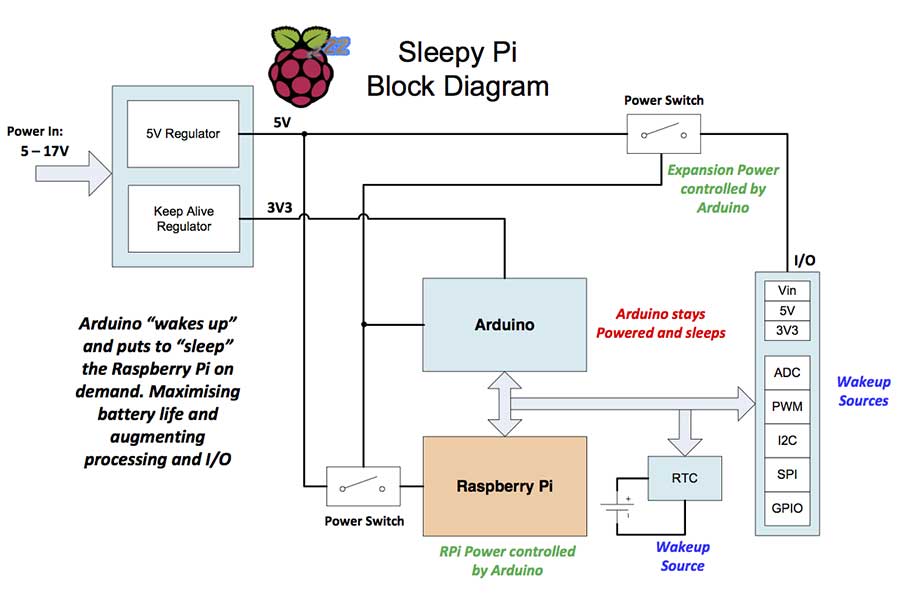 Sleepy Pi
Block Diagram
zzz
Power In:
5 – 17V
5V Regulator
Keep Alive
Regulator
5V
3V3
Power Switch
Expansion Power
controlled by
Arduino
I/O
Vin
5V
3V3
ADC
PWM
I2C
SPI
GPIO
Wakeup
Sources
Arduino
Arduino stays
Powered and sleeps
Arduino “wakes up”
and puts to “sleep”
the Raspberry Pi on
demand. Maximising
battery life and
augmenting
processing and I/O
Power Switch
Raspberry Pi
RPi Power controlled
by Arduino
RTC
+
-
Wakeup
Source